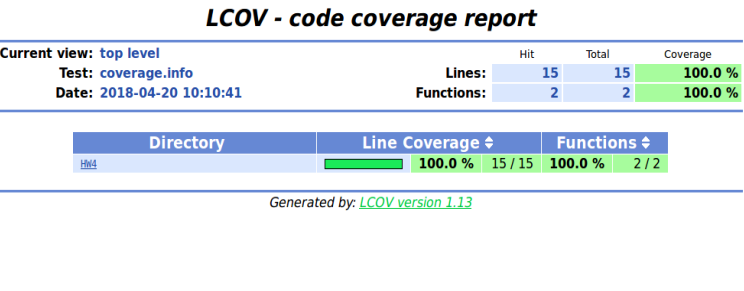 LCOV - code coverage report
Current view: top level
Hit Total Coverage
Test: coverage.info Lines: 15 15 100.0 %
Date: 2018-04-20 10:10:41 Functions: 2 2 100.0 %
Directory Line Coverage Functions
HW4 100.0 % 15 / 15 100.0 % 2 / 2
Generated by: LCOV version 1.13